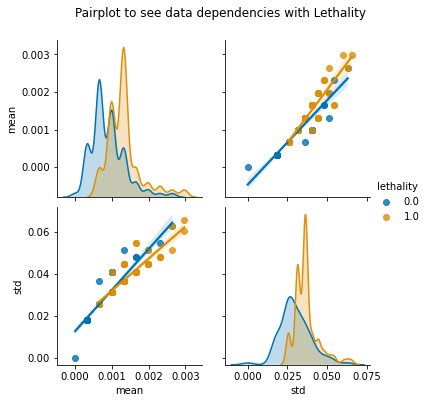 Pairplot to see data dependencies with Lethality
0.003
0.002
0.001
0.000
mean
lethality
0.0
1.0
0.06
0.04
0.02
0.00
std
0.000 0.001 0.002 0.003
mean
0.000 0.025 0.050 0.075
std